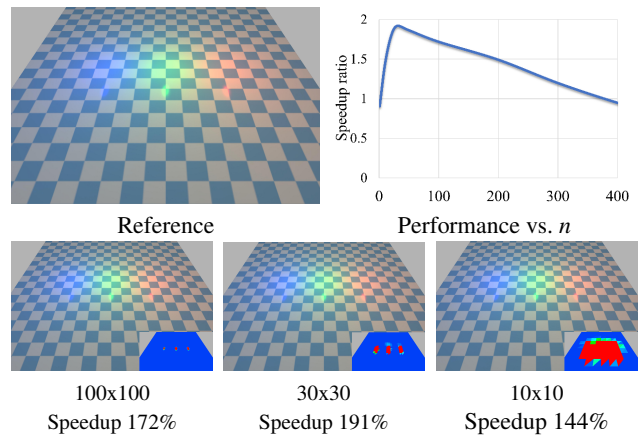 2
1.5
1
0.5
0
Speedup ratio
0 100 200 300 400
Reference
Performance vs. n
100x100
30x30
10x10
Speedup 172%
Speedup 191%
Speedup 144%